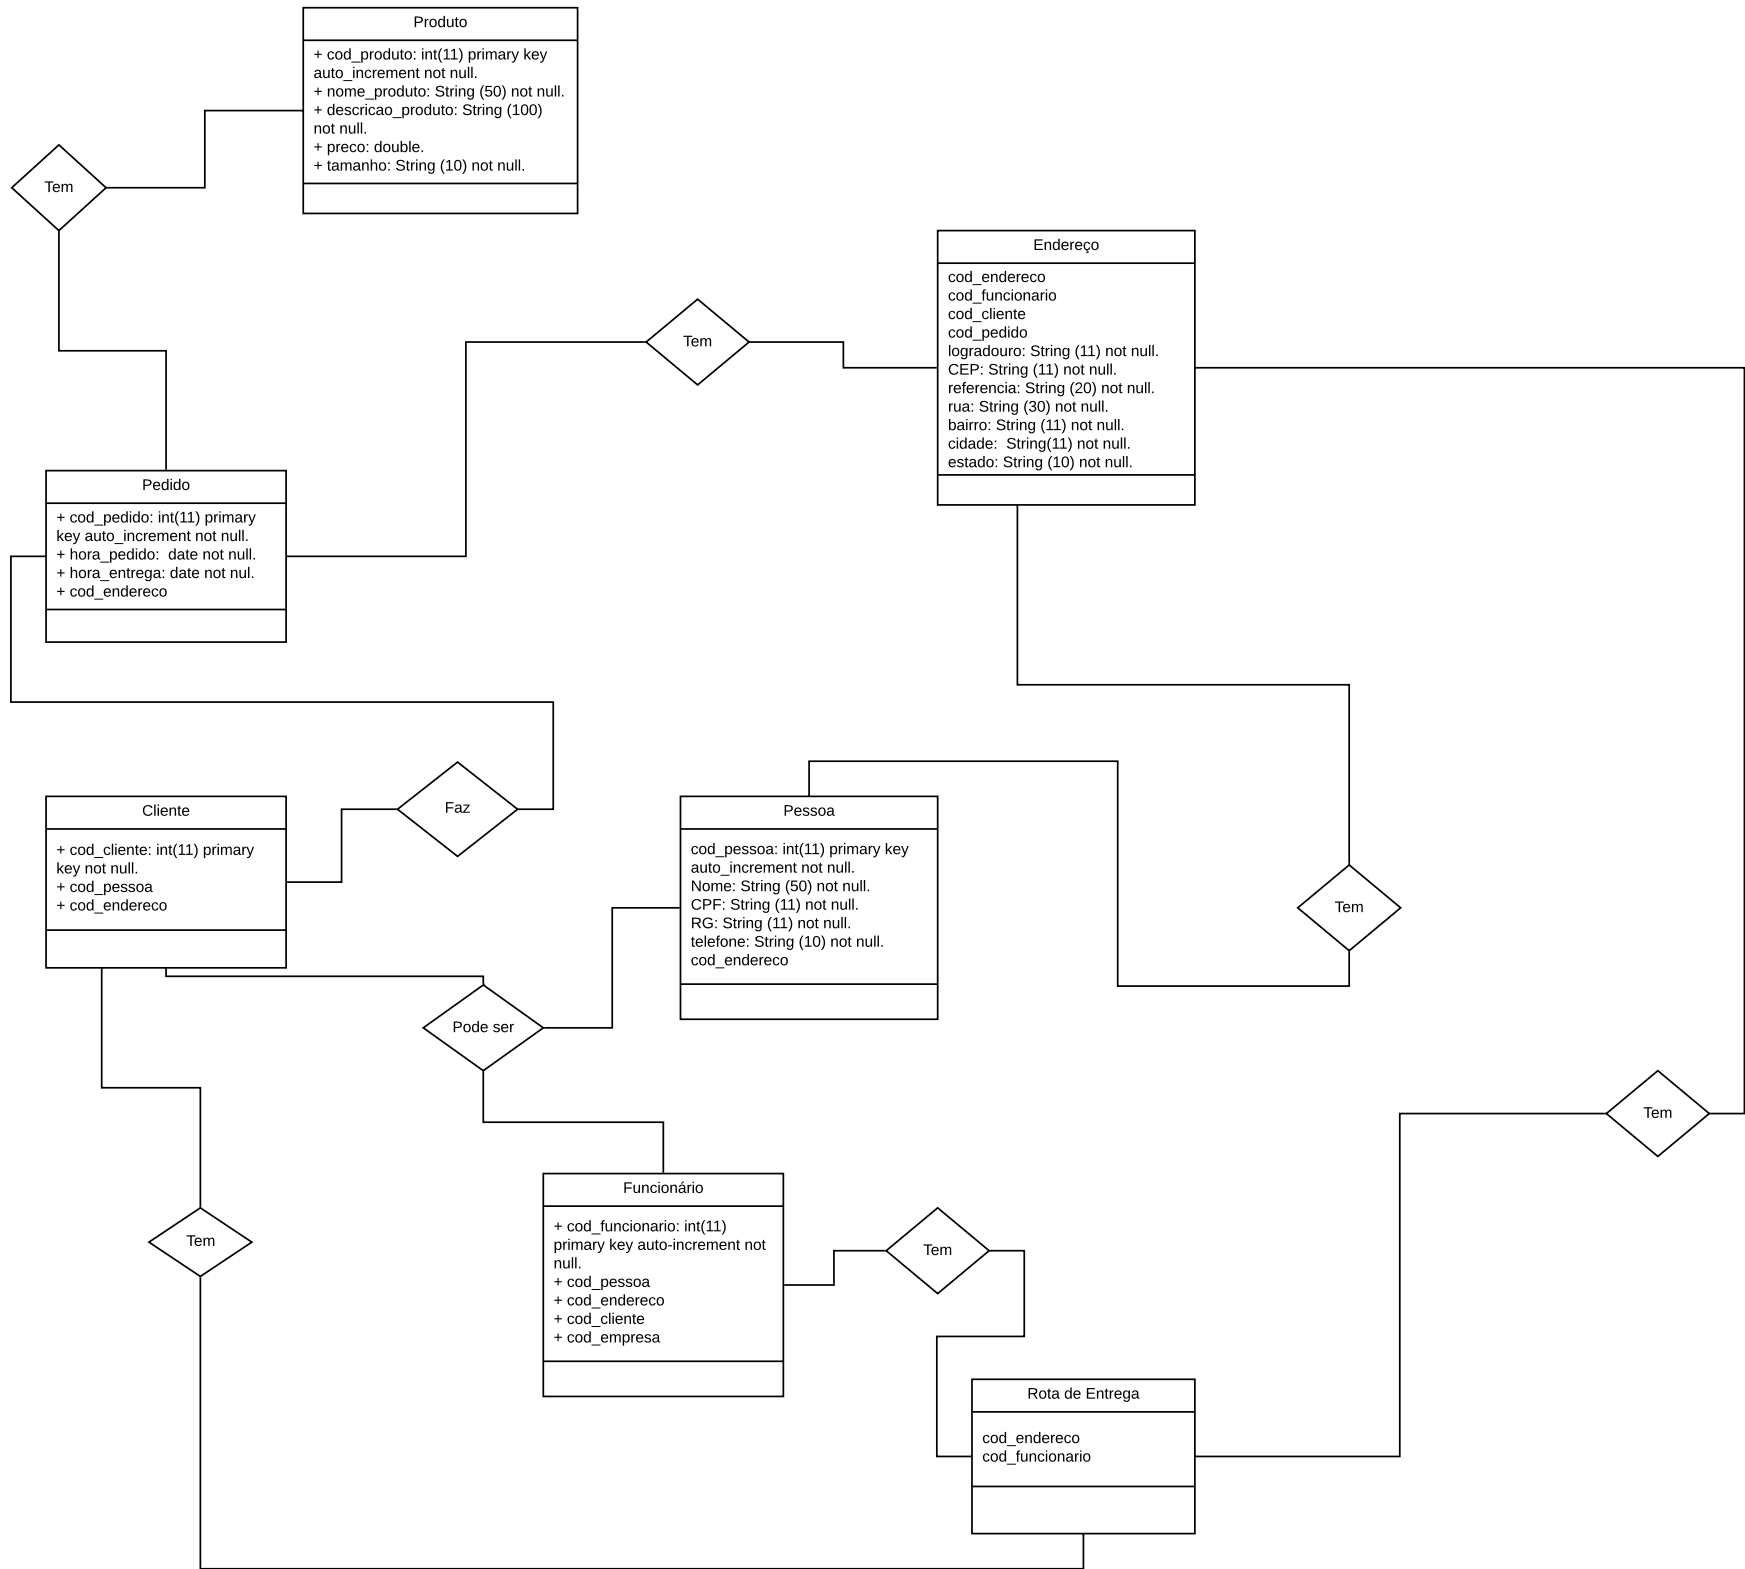 Produto
+ cod_produto: int(11) primary key
auto_increment not null.
+ nome_produto: String (50) not null.
+ descricao_produto: String (100)
not null.
+ preco: double.
+ tamanho: String (10) not null.
Tem
Endereço
cod_endereco
cod_funcionario
cod_cliente
cod_pedido
logradouro: String (11) not null.
CEP: String (11) not null.
referencia: String (20) not null.
rua: String (30) not null.
bairro: String (11) not null.
cidade:  String(11) not null.
estado: String (10) not null.
Tem
Pedido
+ cod_pedido: int(11) primary
key auto_increment not null.
+ hora_pedido:  date not null.
+ hora_entrega: date not nul.
+ cod_endereco
Faz
Cliente
+ cod_cliente: int(11) primary
key not null.
+ cod_pessoa
+ cod_endereco
Pessoa
cod_pessoa: int(11) primary key
auto_increment not null.
Nome: String (50) not null.
CPF: String (11) not null.
RG: String (11) not null.
telefone: String (10) not null.
cod_endereco
Tem
Pode ser
Tem
Funcionário
+ cod_funcionario: int(11)
primary key auto-increment not
null.
+ cod_pessoa
+ cod_endereco
+ cod_cliente
+ cod_empresa
Tem
Tem
Rota de Entrega
cod_endereco
cod_funcionario